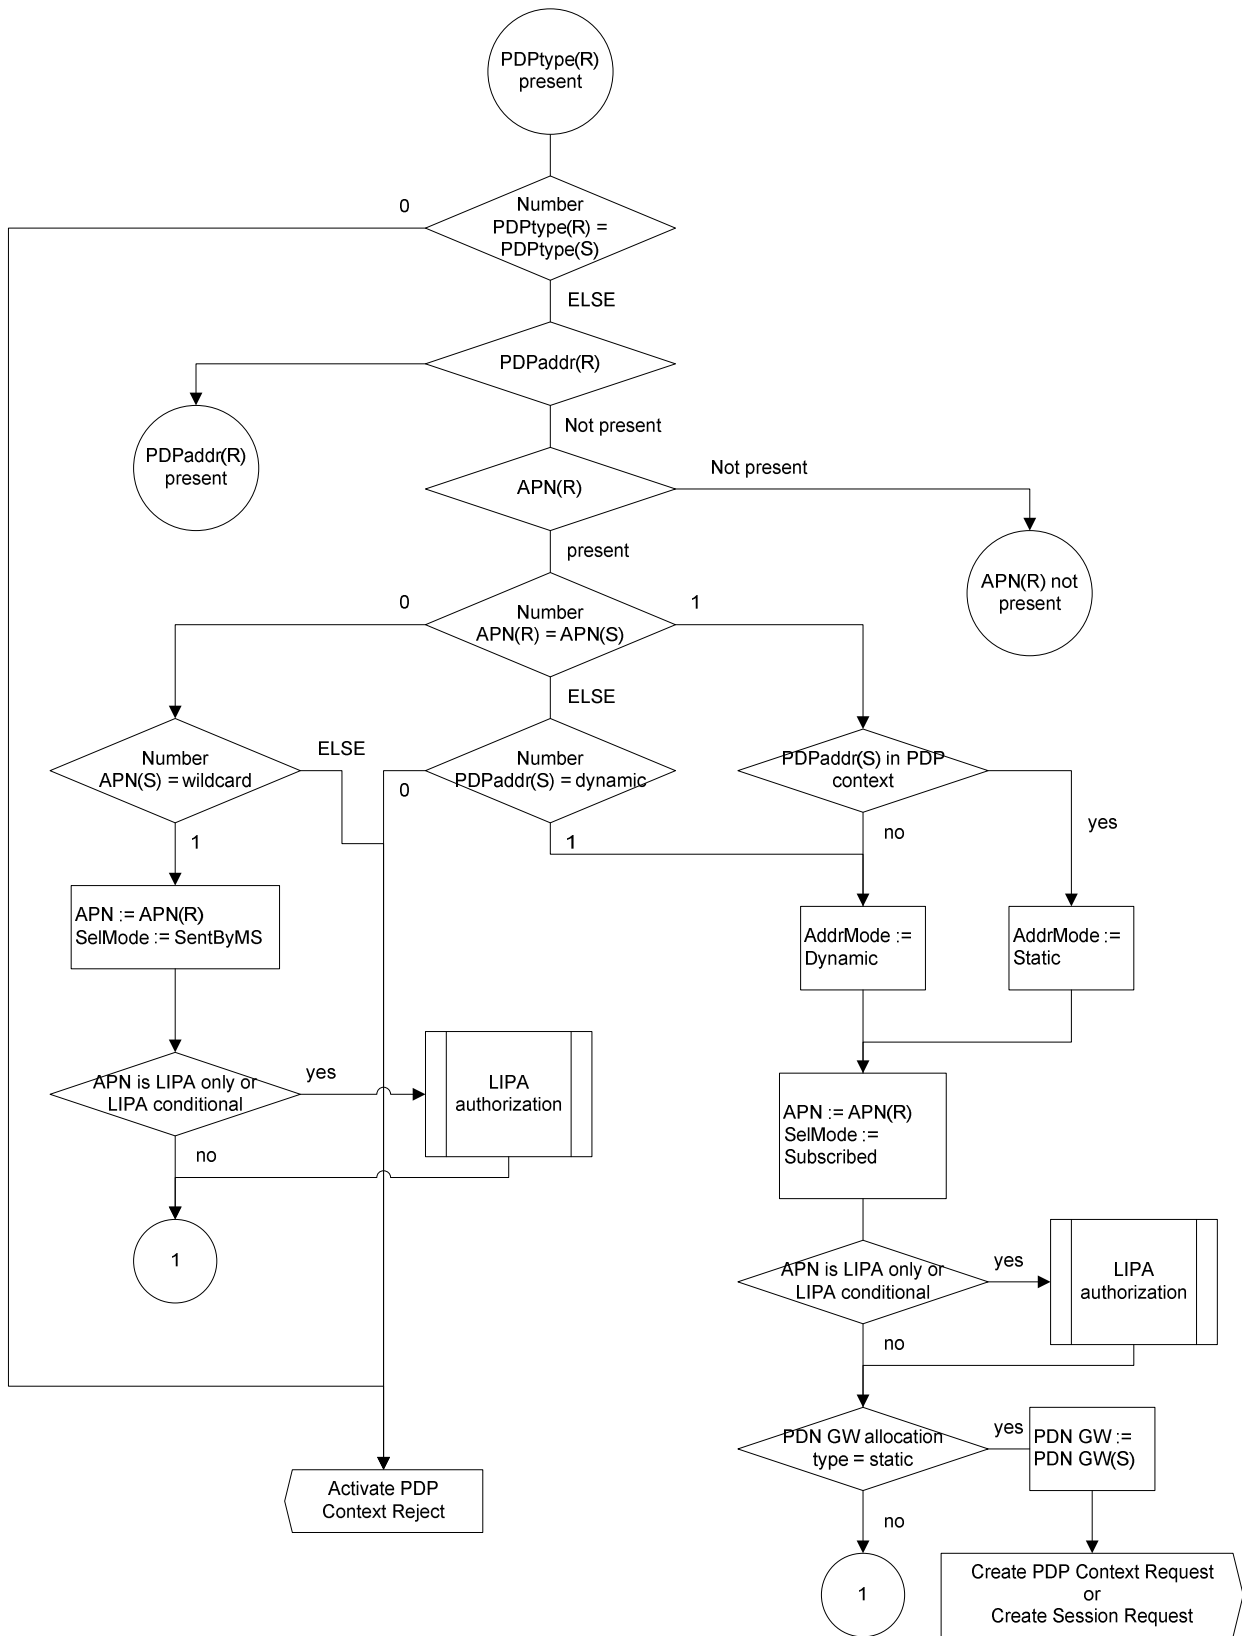 PDPtype(R)
present
0
Number
PDPtype(R) =
PDPtype(S)
ELSE
PDPaddr(R)
Not present
PDPaddr(R)
present
Not present
APN(R)
present
APN(R) not
present
0
Number
APN(R) = APN(S)
1
ELSE
Number
APN(S) = wildcard
ELSE
Number
PDPaddr(S) = dynamic
0
PDPaddr(S) in PDP
context
1
1
no
yes
APN := APN(R)
SelMode := SentByMS
AddrMode :=
Dynamic
AddrMode :=
Static
APN is LIPA only or
LIPA conditional
yes
LIPA
authorization
no
APN := APN(R)
SelMode :=
Subscribed
1
APN is LIPA only or
LIPA conditional
yes
LIPA
authorization
no
PDN GW allocation
type = static
yes
PDN GW :=
PDN GW(S)
Activate PDP
Context Reject
no
1
Create PDP Context Request
or
Create Session Request